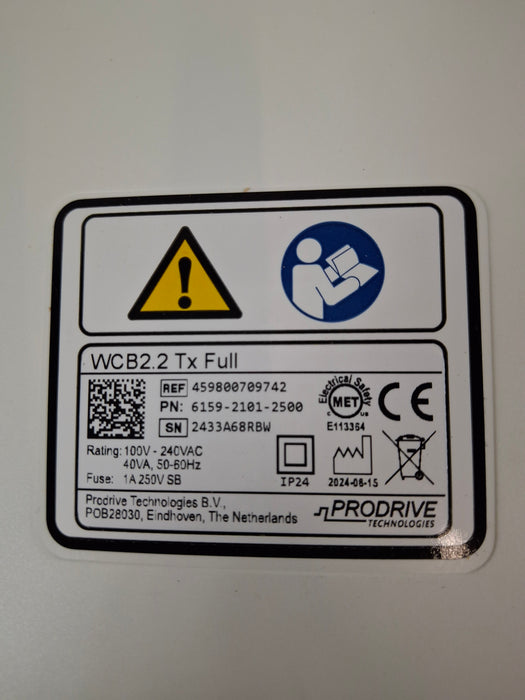 WCB2.2 Tx Full
REF 459800709742
PN: 6159-2101-2500
SN 2433A68RBW
Rating: 100V - 240VAC
40VA, 50-60Hz
Fuse: 1A 250V SB
Electrical Safety
MET
C US
E113364
CE
IP24
2024-08-15
Prodrive Technologies B.V.,
POB28030, Eindhoven, The Netherlands
PRODRIVE
TECHNOLOGIES